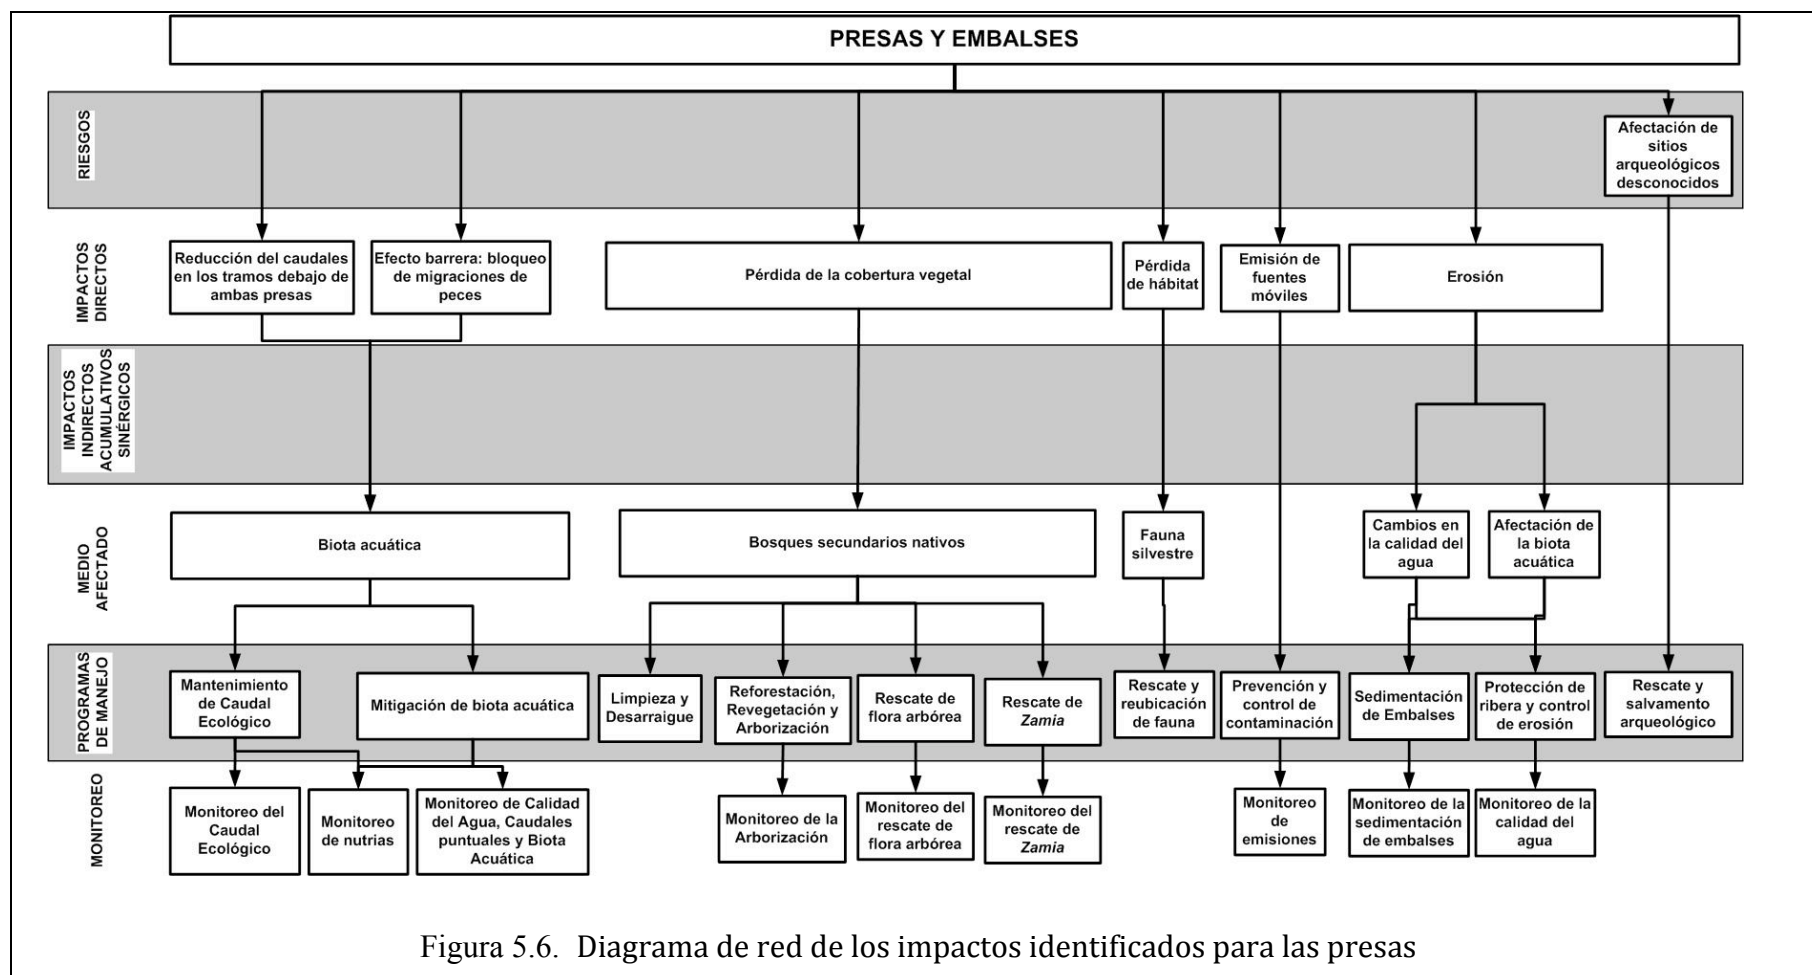 PRESAS Y EMBALSES
RIESGOS
Afectación de
sitios
arqueológicos
desconocidos
IMPACTOS
DIRECTOS
Reducción del caudales
en los tramos debajo de
ambas presas
Efecto barrera: bloqueo
de migraciones de
peces
Pérdida de la cobertura vegetal
Pérdida
de hábitat
Emisión de
fuentes
móviles
Erosión
IMPACTOS
INDIRECTOS
ACUMULATIVOS
SINÉRGICOS
MEDIO
AFECTADO
Biota acuática
Bosques secundarios nativos
Fauna
silvestre
Cambios en
la calidad del
agua
Afectación de
la biota
acuática
PROGRAMAS
DE MANEJO
Mantenimiento
de Caudal
Ecológico
Mitigación de biota acuática
Limpieza y
Desarraigue
Reforestación,
Revegetación y
Arborización
Rescate de
flora arbórea
Rescate de
Zamia
Rescate y
reubicación
de fauna
Prevención y
control de
contaminación
Sedimentación
de Embalses
Protección de
ribera y control
de erosión
Rescate y
salvamento
arqueológico
MONITOREO
Monitoreo del
Caudal
Ecológico
Monitoreo
de nutrias
Monitoreo de Calidad
del Agua, Caudales
puntuales y Biota
Acuática
Monitoreo de la
Arborización
Monitoreo del
rescate de
flora arbórea
Monitoreo del
rescate de
Zamia
Monitoreo
de
emisiones
Monitoreo de la
sedimentación
de embalses
Monitoreo de la
calidad del
agua
Figura 5.6. Diagrama de red de los impactos identificados para las presas